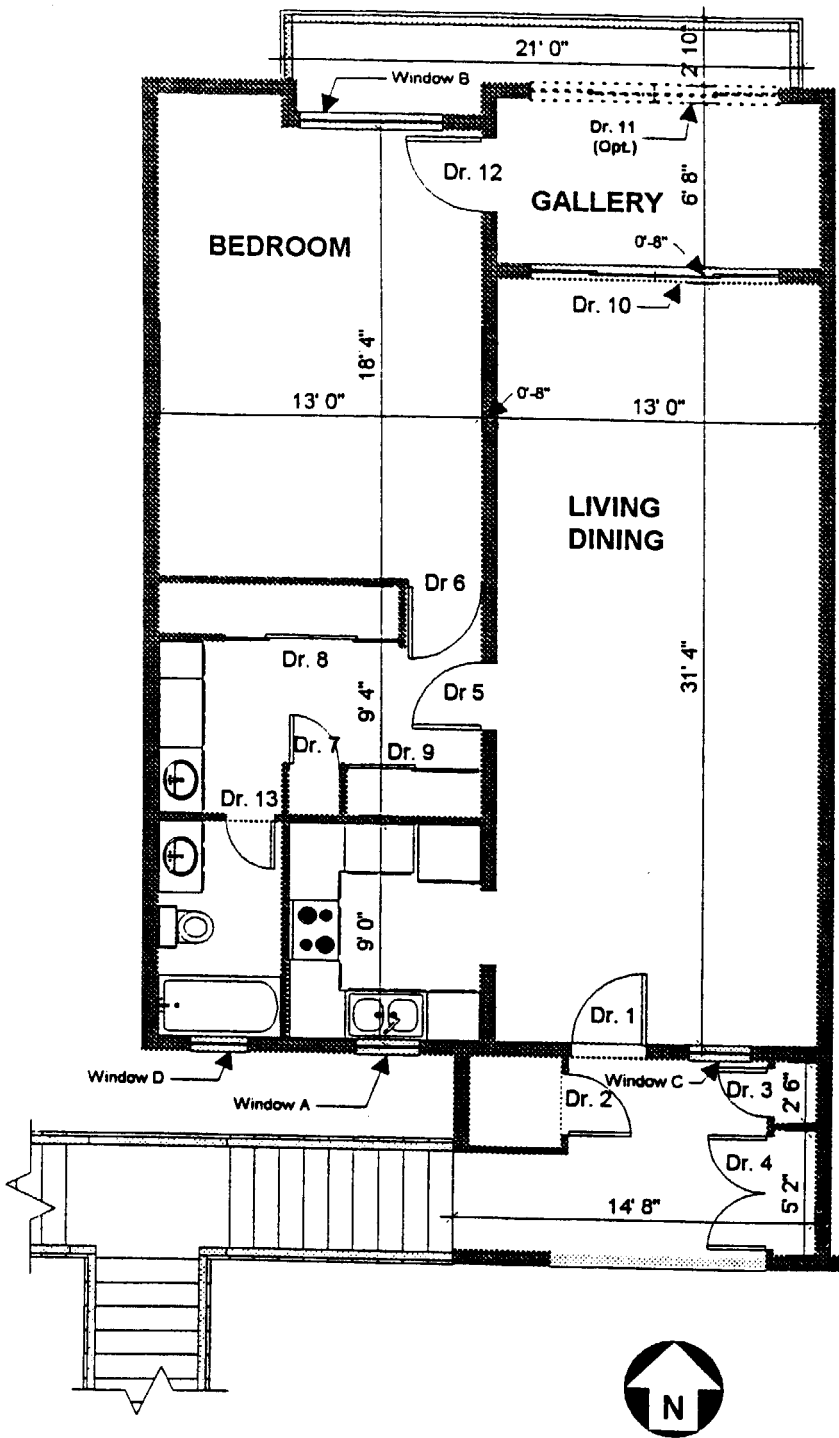 21' 0"
2' 10"
Window B
Dr. 11
(Opt.)
Dr. 12
GALLERY
6' 8"
BEDROOM
0'-8"
Dr. 10
18' 4"
13' 0"
0'-8"
13' 0"
LIVING
DINING
Dr 6
Dr. 8
Dr 5
31' 4"
9' 4"
Dr. 7
Dr. 9
Dr. 13
9' 0"
Dr. 1
Window D
Window A
Window C
Dr. 2
Dr. 3
2' 6"
Dr. 4
5' 2"
14' 8"
N